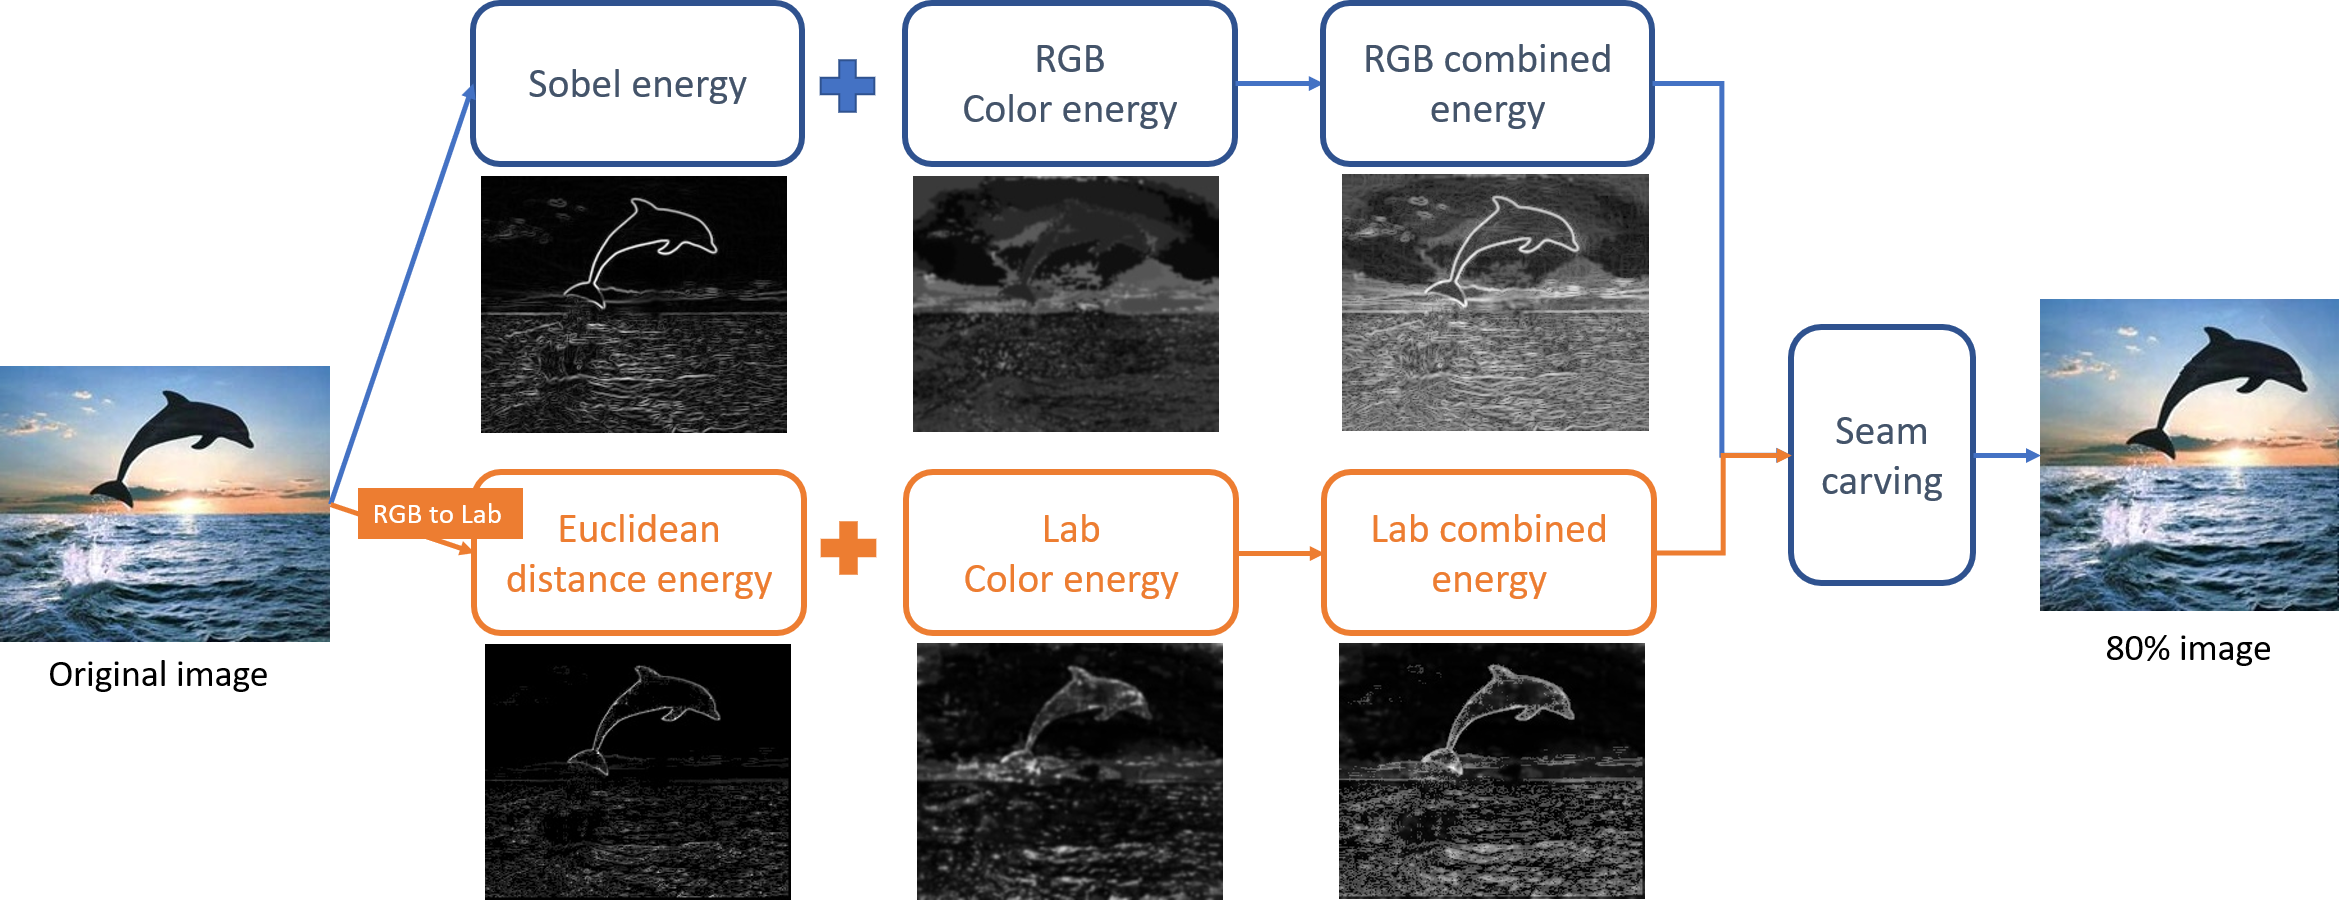 Sobel energy
RGB
Color energy
RGB combined
energy
Original image
RGB to Lab
Euclidean
distance energy
Lab
Color energy
Lab combined
energy
Seam
carving
80% image